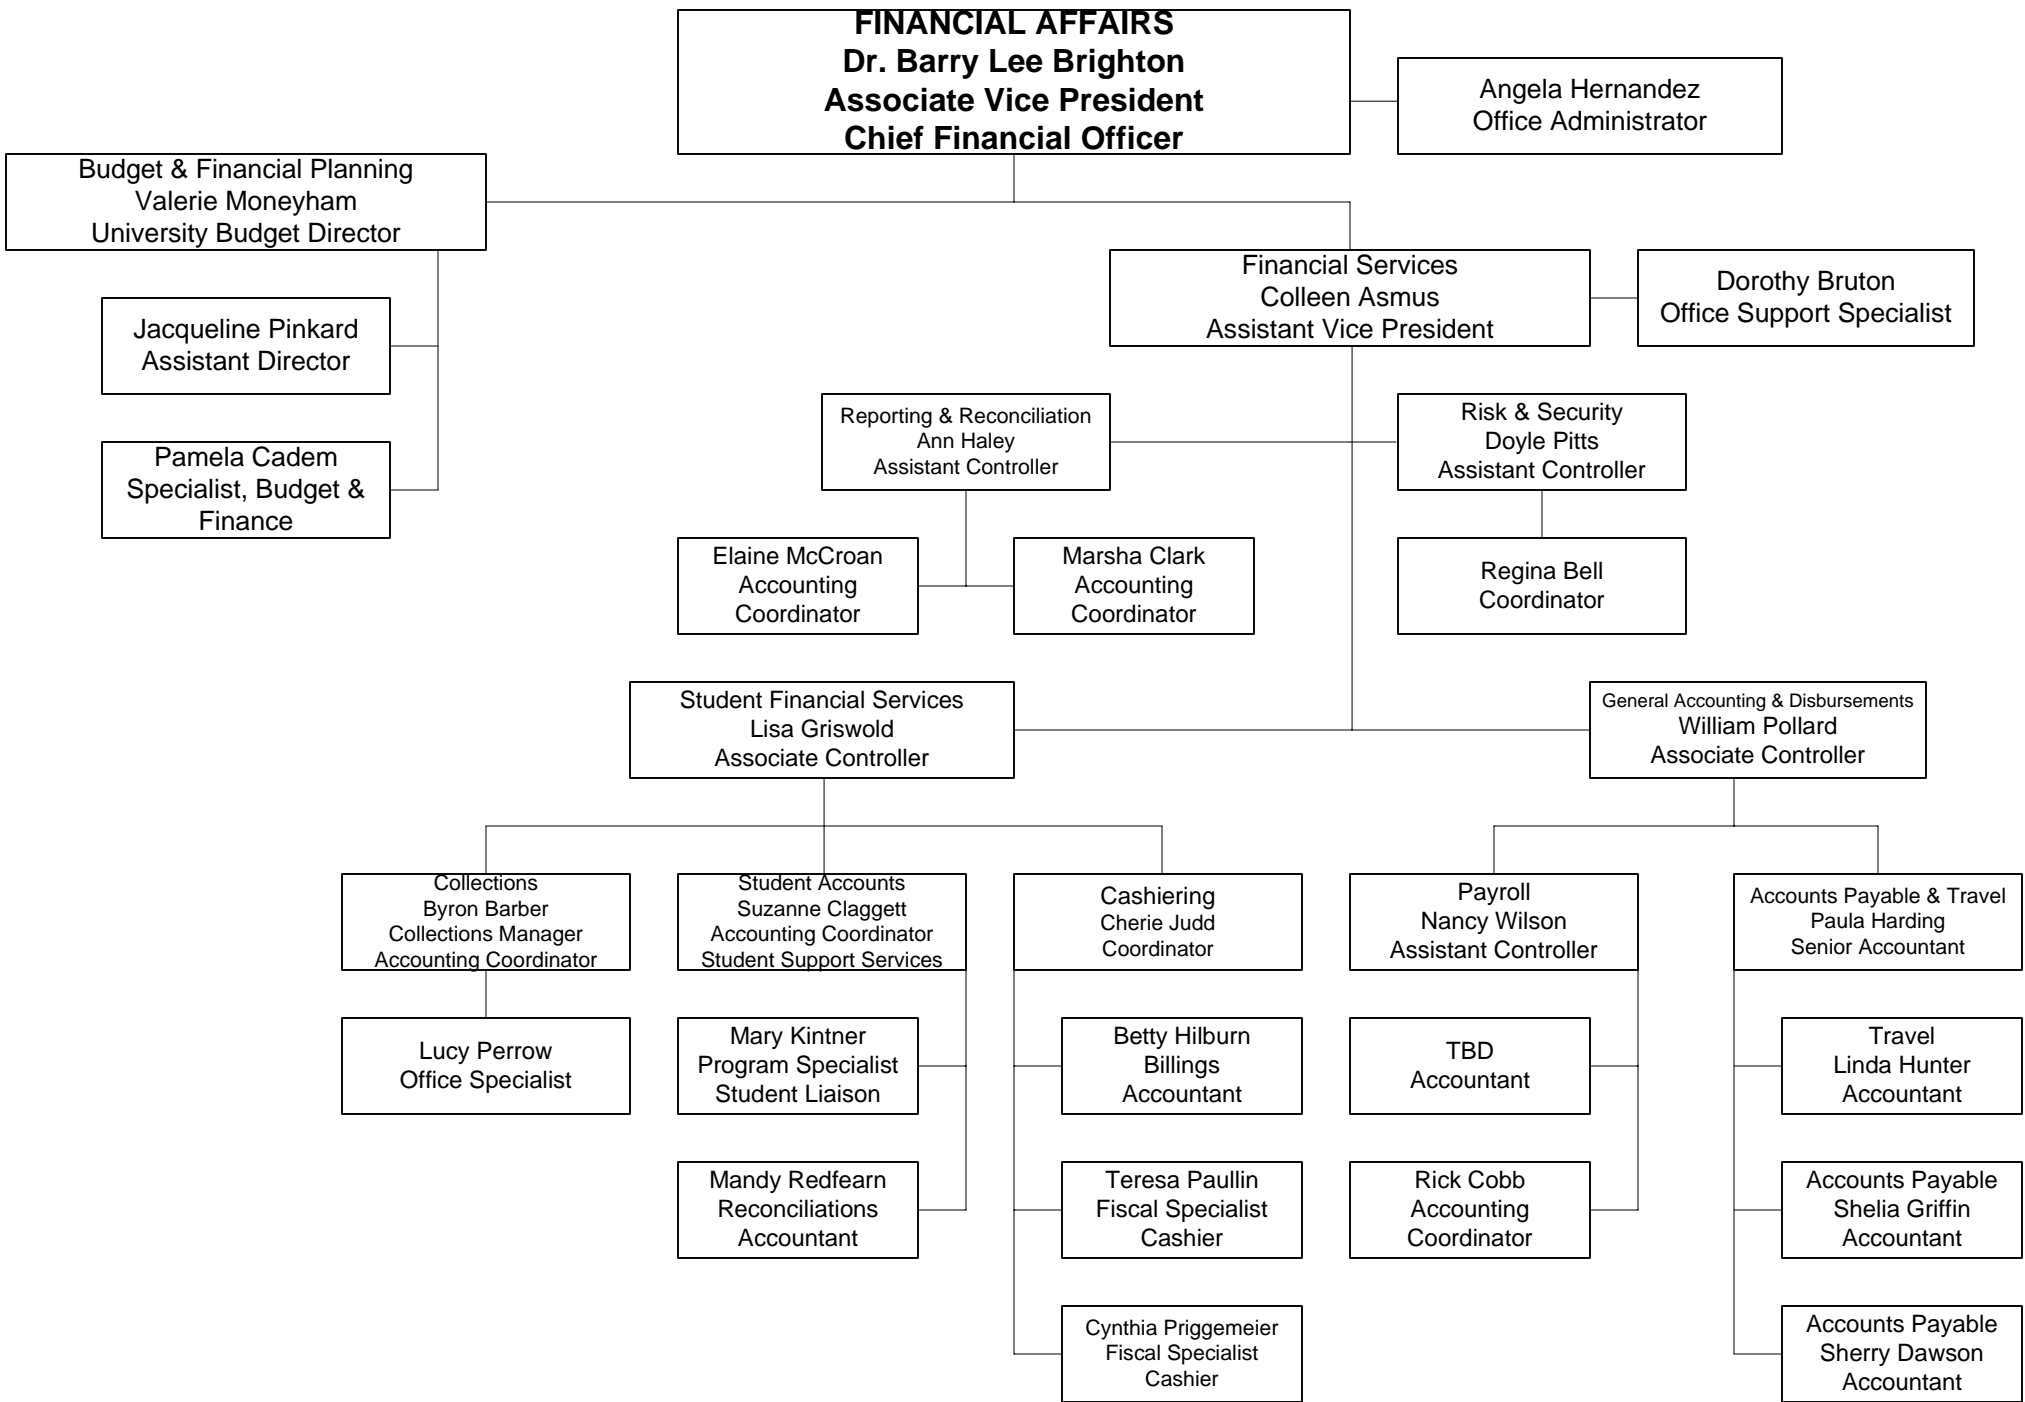 FINANCIAL AFFAIRS
Dr. Barry Lee Brighton
Associate Vice President
Chief Financial Officer
Angela Hernandez
Office Administrator
Budget & Financial Planning
Valerie Moneyham
University Budget Director
Financial Services
Colleen Asmus
Assistant Vice President
Dorothy Bruton
Office Support Specialist
Jacqueline Pinkard
Assistant Director
Pamela Cadem
Specialist, Budget &
Finance
Reporting & Reconciliation
Ann Haley
Assistant Controller
Risk & Security
Doyle Pitts
Assistant Controller
Elaine McCroan
Accounting
Coordinator
Marsha Clark
Accounting
Coordinator
Regina Bell
Coordinator
Student Financial Services
Lisa Griswold
Associate Controller
General Accounting & Disbursements
William Pollard
Associate Controller
Collections
Byron Barber
Collections Manager
Accounting Coordinator
Student Accounts
Suzanne Claggett
Accounting Coordinator
Student Support Services
Cashiering
Cherie Judd
Coordinator
Payroll
Nancy Wilson
Assistant Controller
Accounts Payable & Travel
Paula Harding
Senior Accountant
Lucy Perrow
Office Specialist
Mary Kintner
Program Specialist
Student Liaison
Betty Hilburn
Billings
Accountant
TBD
Accountant
Travel
Linda Hunter
Accountant
Mandy Redfearn
Reconciliations
Accountant
Teresa Paullin
Fiscal Specialist
Cashier
Rick Cobb
Accounting
Coordinator
Accounts Payable
Shelia Griffin
Accountant
Cynthia Priggemeier
Fiscal Specialist
Cashier
Accounts Payable
Sherry Dawson
Accountant